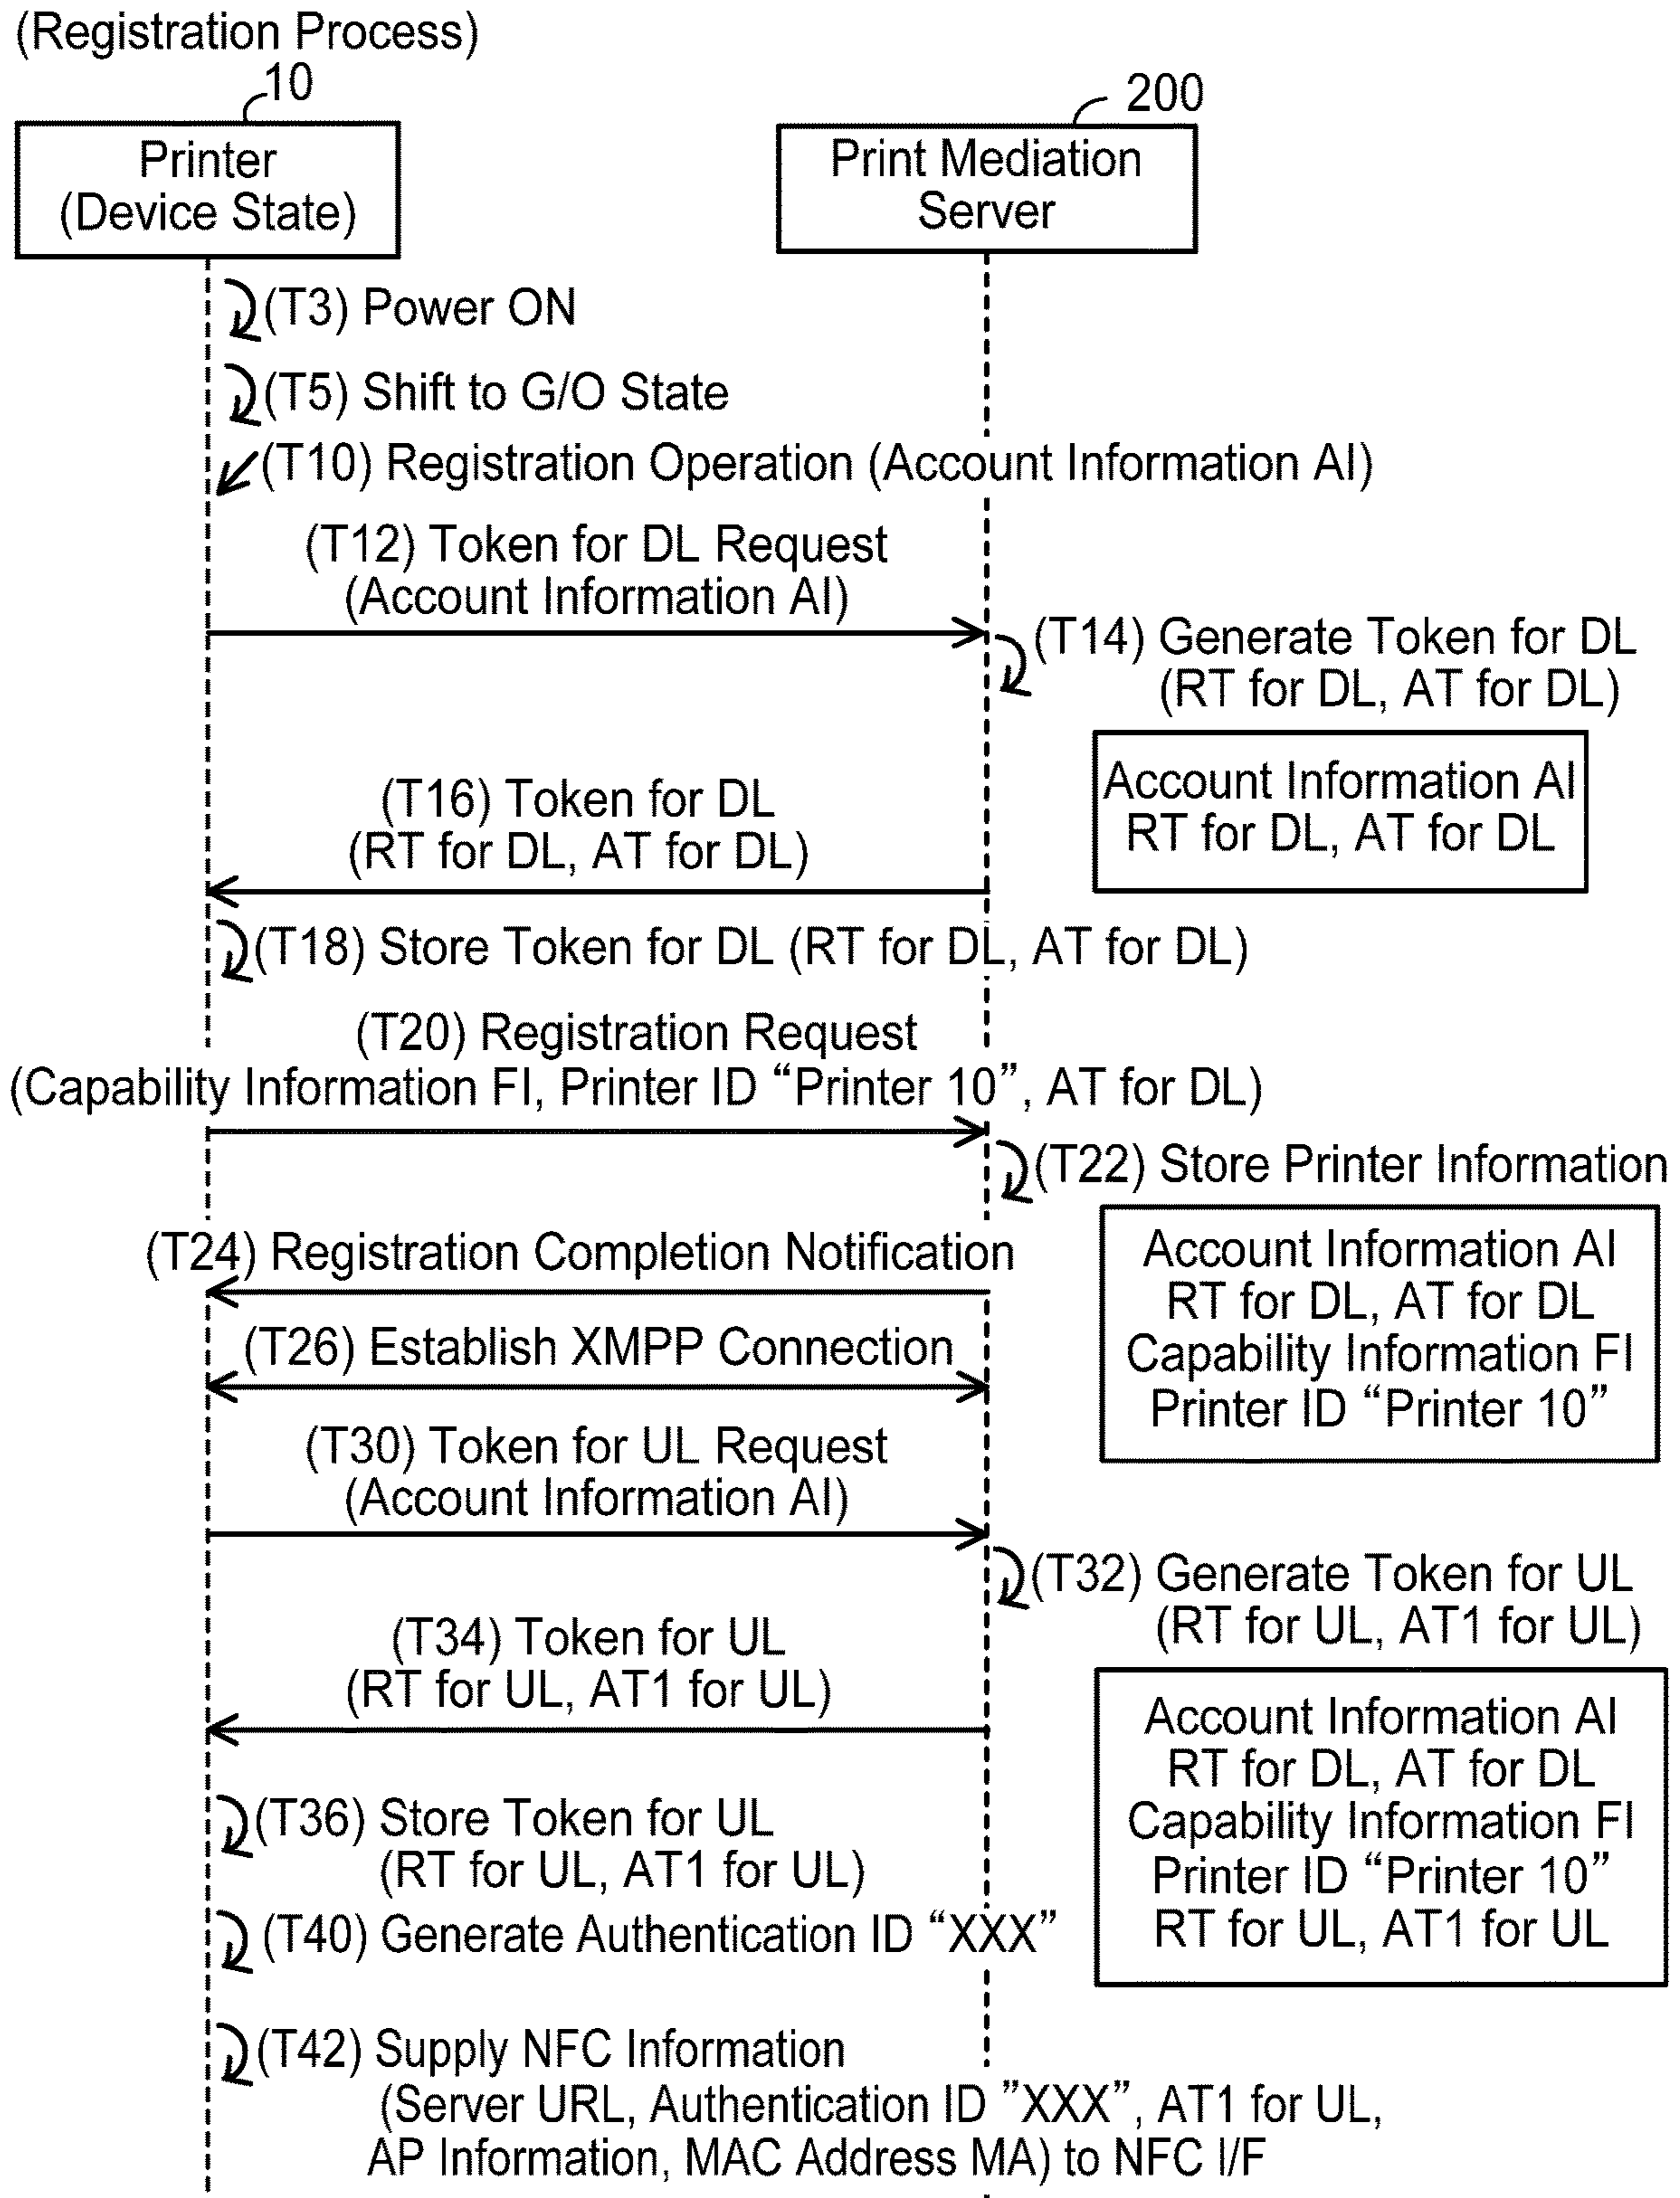 (Registration Process)
10
200
Printer
(Device State)
Print Mediation
Server
(T3) Power ON
(T5) Shift to G/O State
(T10) Registration Operation (Account Information AI)
(T12) Token for DL Request
(Account Information AI)
(T14) Generate Token for DL
(RT for DL, AT for DL)
Account Information AI
RT for DL, AT for DL
(T16) Token for DL
(RT for DL, AT for DL)
(T18) Store Token for DL (RT for DL, AT for DL)
(T20) Registration Request
(Capability Information FI, Printer ID “Printer 10”, AT for DL)
(T22) Store Printer Information
Account Information AI
RT for DL, AT for DL
Capability Information FI
Printer ID “Printer 10”
(T24) Registration Completion Notification
(T26) Establish XMPP Connection
(T30) Token for UL Request
(Account Information AI)
(T32) Generate Token for UL
(RT for UL, AT1 for UL)
Account Information AI
RT for DL, AT for DL
Capability Information FI
Printer ID “Printer 10”
RT for UL, AT1 for UL
(T34) Token for UL
(RT for UL, AT1 for UL)
(T36) Store Token for UL
(RT for UL, AT1 for UL)
(T40) Generate Authentication ID “XXX”
(T42) Supply NFC Information
(Server URL, Authentication ID ”XXX”, AT1 for UL,
AP Information, MAC Address MA) to NFC I/F